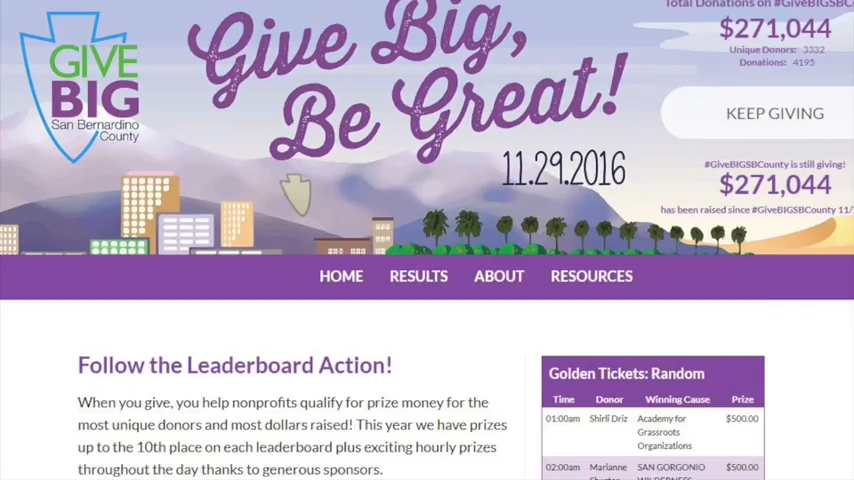 GIVE
BIG
San Bernardino
County
Give Big,
Be Great!
11.29.2016
Total Donations on #GiveBIGSBC
$271,044
Unique Donors: 3332
Donations: 4195
KEEP GIVING
#GiveBIGSBCounty is still giving!
$271,044
has been raised since #GiveBIGSBCounty 11/
HOME RESULTS ABOUT RESOURCES
Follow the Leaderboard Action!
When you give, you help nonprofits qualify for prize money for the
most unique donors and most dollars raised! This year we have prizes
up to the 10th place on each leaderboard plus exciting hourly prizes
throughout the day thanks to generous sponsors.
Golden Tickets: Random
Time Donor Winning Cause Prize
01:00am Shirli Driz Academy for $500.00
Grassroots
Organizations
02:00am Marianne SAN GORGONIO $500.00